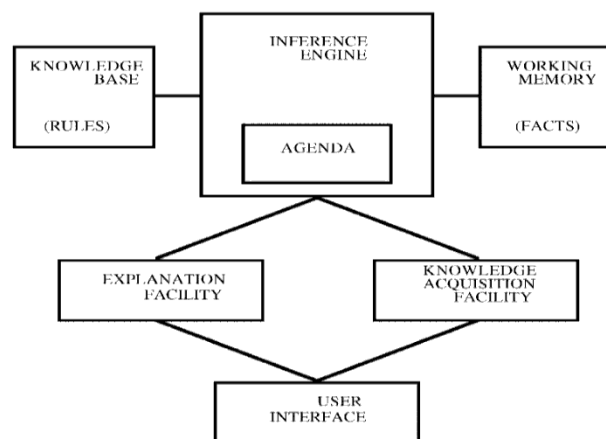 KNOWLEDGE
BASE
(RULES)
INFERENCE
ENGINE
AGENDA
WORKING
MEMORY
(FACTS)
EXPLANATION
FACILITY
KNOWLEDGE
ACQUISITION
FACILITY
USER
INTERFACE